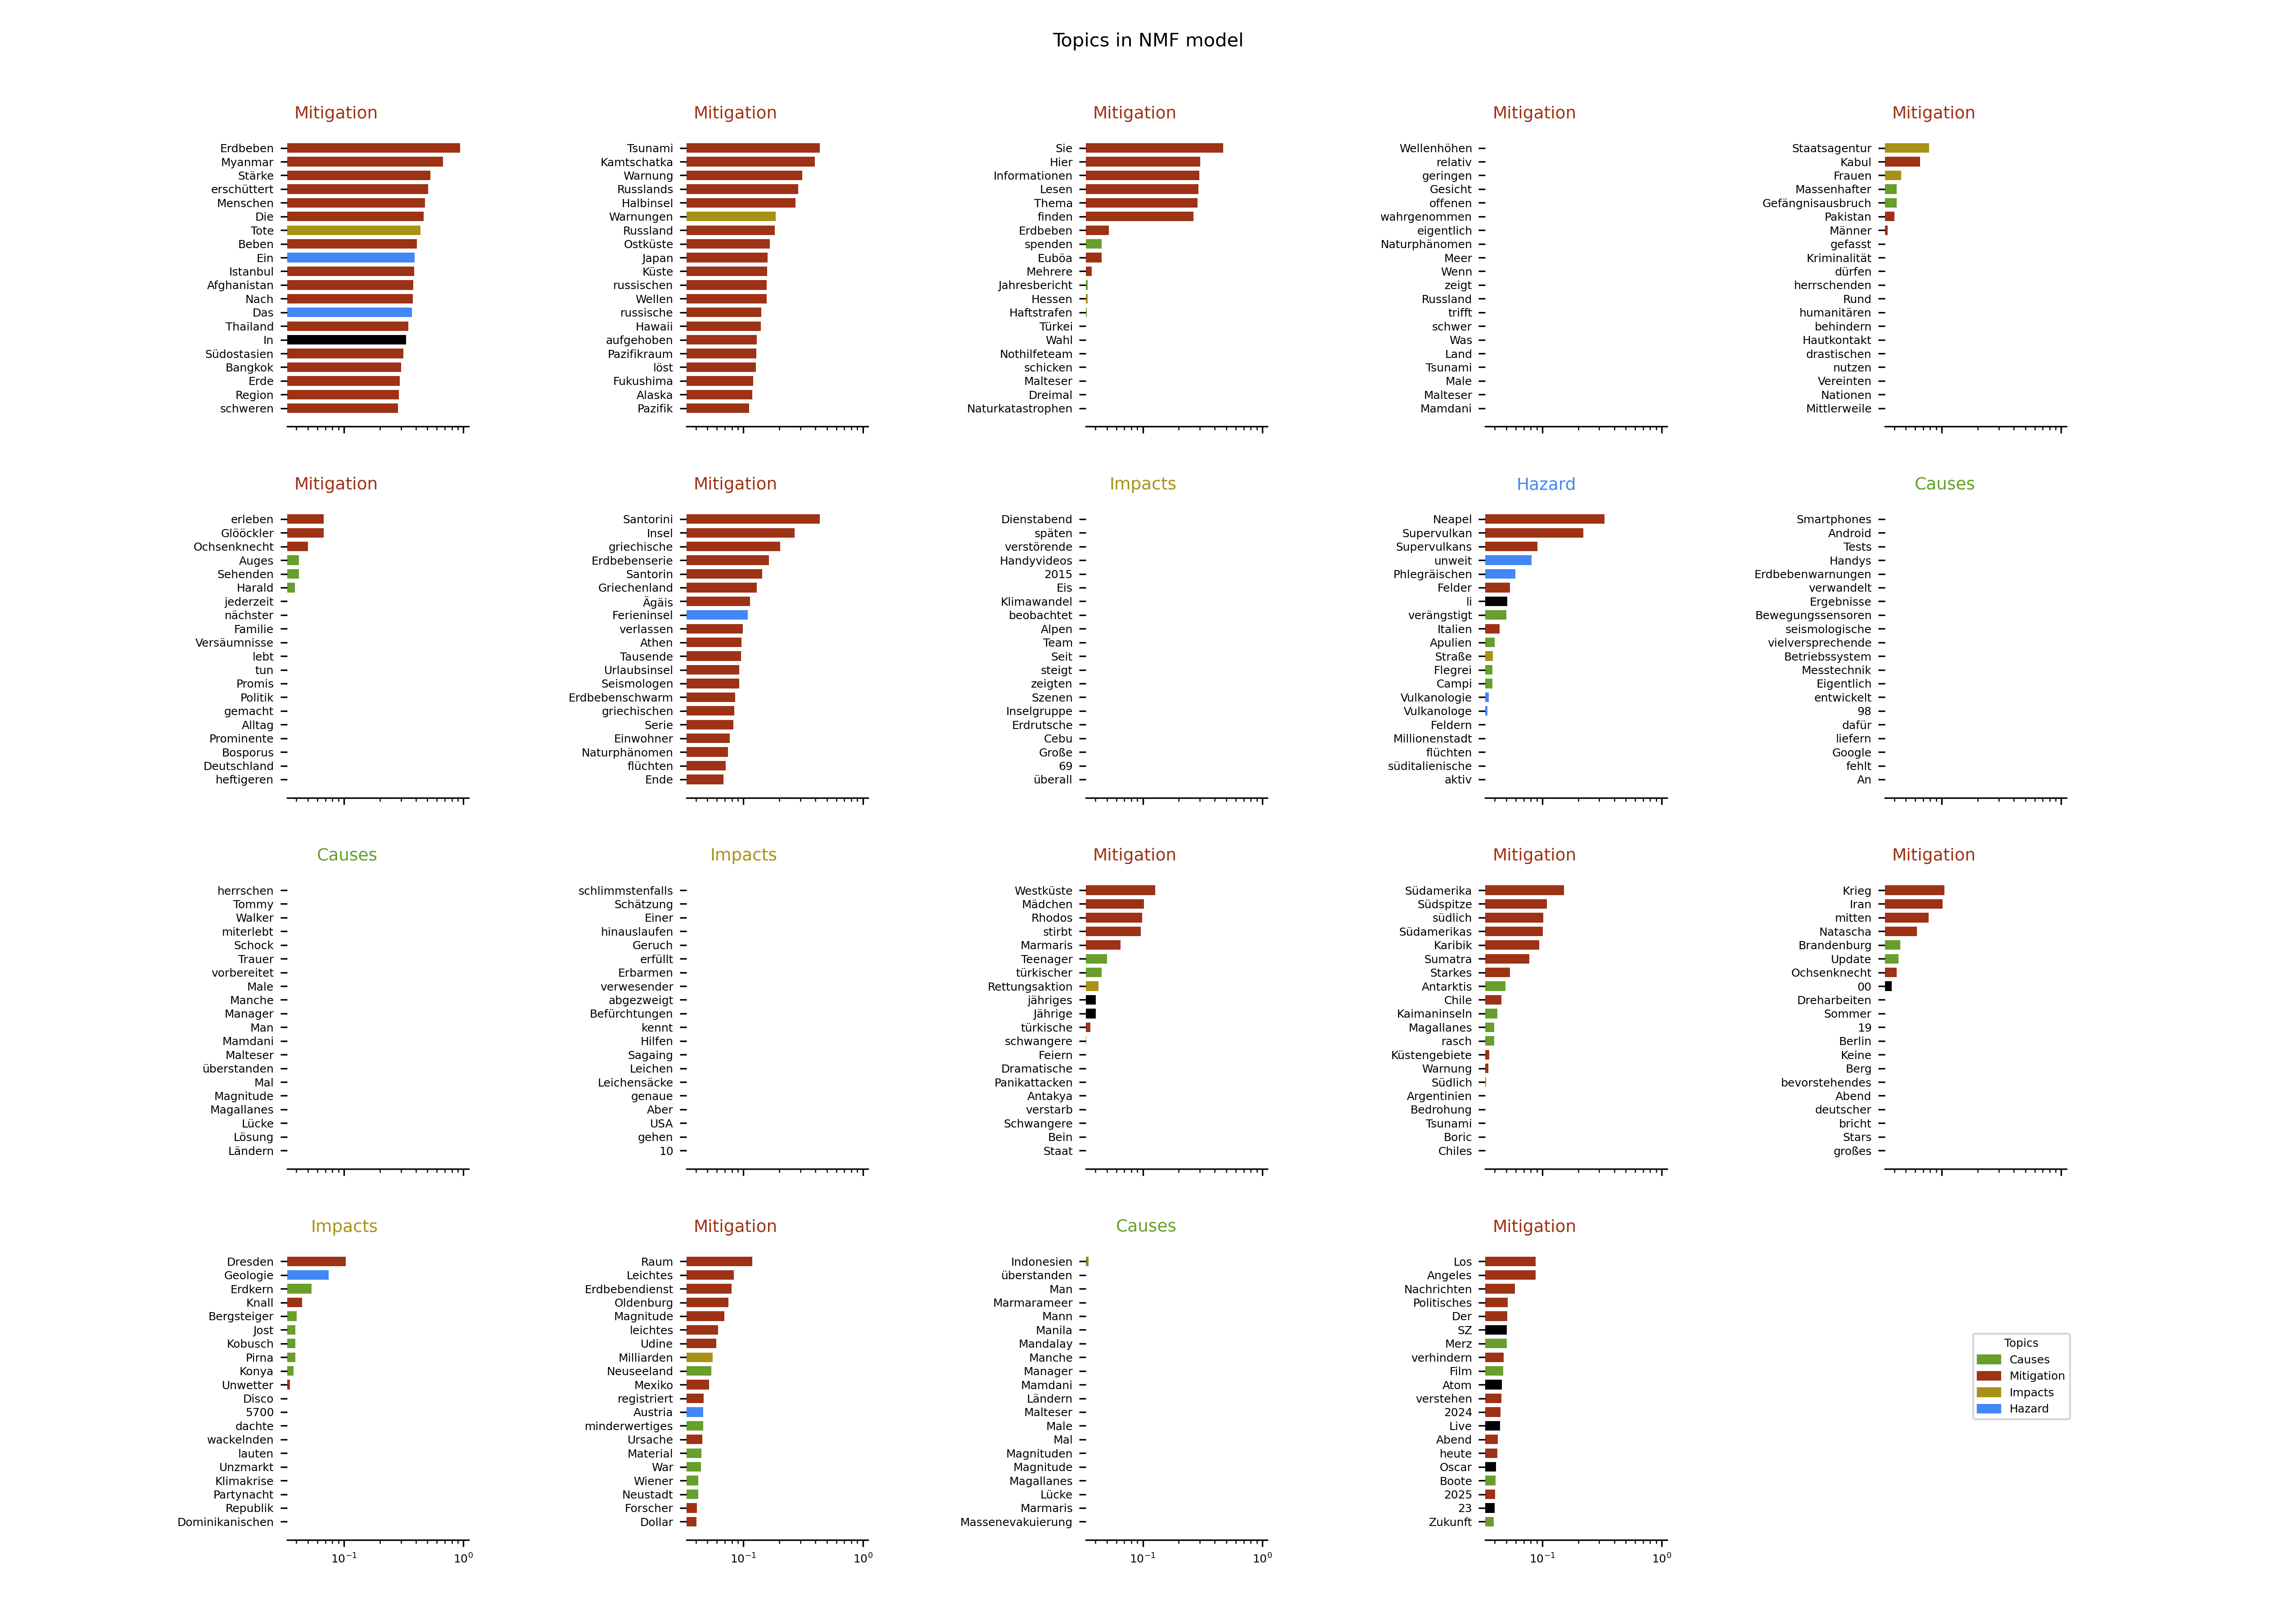 Topics in NMF model
Mitigation
Erdbeben
Myanmar
Stärke
erschüttert
Menschen
Die
Tote
Beben
Ein
Istanbul
Afghanistan
Nach
Das
Thailand
In
Südostasien
Bangkok
Erde
Region
schweren
Mitigation
Tsunami
Kamtschatka
Warnung
Russlands
Halbinsel
Warnungen
Russland
Ostküste
Japan
Küste
russischen
Wellen
russische
Hawaii
aufgehoben
Pazifikraum
löst
Fukushima
Alaska
Pazifik
Mitigation
Sie
Hier
Informationen
Lesen
Thema
finden
Erdbeben
spenden
Euböa
Mehrere
Jahresbericht
Hessen
Haftstrafen
Türkei
Wahl
Nothilfeteam
schicken
Malteser
Dreimal
Naturkatastrophen
Mitigation
Wellenhöhen
relativ
geringen
Gesicht
offenen
wahrgenommen
eigentlich
Naturphänomen
Meer
Wenn
zeigt
Russland
trifft
schwer
Was
Land
Tsunami
Male
Malteser
Mamdani
Mitigation
Staatsagentur
Kabul
Frauen
Massenhafter
Gefängnisausbruch
Pakistan
Männer
gefasst
Kriminalität
dürfen
herrschenden
Rund
humanitären
behindern
Hautkontakt
drastischen
nutzen
Vereinten
Nationen
Mittlerweile
Mitigation
erleben
Glööckler
Ochsenknecht
Auges
Sehenden
Harald
jederzeit
nächster
Familie
Versäumnisse
lebt
tun
Promis
Politik
gemacht
Alltag
Prominente
Bosporus
Deutschland
heftigeren
Mitigation
Santorini
Insel
griechische
Erdbebenserie
Santorin
Griechenland
Ägäis
Ferieninsel
verlassen
Athen
Tausende
Urlaubsinsel
Seismologen
Erdbebenschwarm
griechischen
Serie
Einwohner
Naturphänomen
flüchten
Ende
Impacts
Dienstabend
späten
verstörende
Handyvideos
2015
Eis
Klimawandel
beobachtet
Alpen
Team
Seit
steigt
zeigten
Szenen
Inselgruppe
Erdrutsche
Cebu
Große
69
überall
Hazard
Neapel
Supervulkan
Supervulkans
unweit
Phlegräischen
Felder
li
verängstigt
Italien
Apulien
Straße
Flegrei
Campi
Vulkanologie
Vulkanologe
Feldern
Millionenstadt
flüchten
süditalienische
aktiv
Causes
Smartphones
Android
Tests
Handys
Erdbebenwarnungen
verwandelt
Ergebnisse
Bewegungssensoren
seismologische
vielversprechende
Betriebssystem
Messtechnik
Eigentlich
entwickelt
98
dafür
liefern
Google
fehlt
An
Causes
herrschen
Tommy
Walker
miterlebt
Schock
Trauer
vorbereitet
Male
Manche
Manager
Man
Mamdani
Malteser
überstanden
Mal
Magnitude
Magallanes
Lücke
Lösung
Ländern
Impacts
schlimmstenfalls
Schätzung
Einer
hinauslaufen
Geruch
erfüllt
Erbarmen
verwesender
abgezweigt
Befürchtungen
kennt
Hilfen
Sagaing
Leichen
Leichensäcke
genaue
Aber
USA
gehen
10
Mitigation
Westküste
Mädchen
Rhodos
stirbt
Marmaris
Teenager
türkischer
Rettungsaktion
jähriges
Jährige
türkische
schwangere
Feiern
Dramatische
Panikattacken
Antakya
verstarb
Schwangere
Bein
Staat
Mitigation
Südamerika
Südspitze
südlich
Südamerikas
Karibik
Sumatra
Starkes
Antarktis
Chile
Kaimaninseln
Magallanes
rasch
Küstengebiete
Warnung
Südlich
Argentinien
Bedrohung
Tsunami
Boric
Chiles
Mitigation
Krieg
Iran
mitten
Natascha
Brandenburg
Update
Ochsenknecht
00
Dreharbeiten
Sommer
19
Berlin
Keine
Berg
bevorstehendes
Abend
deutscher
bricht
Stars
großes
Impacts
Dresden
Geologie
Erdkern
Knall
Bergsteiger
Jost
Kobusch
Pirna
Konya
Unwetter
Disco
5700
dachte
wackelnden
lauten
Unzmarkt
Klimakrise
Partynacht
Republik
Dominikanischen
10⁻¹ 10⁰
Mitigation
Raum
Leichtes
Erdbebendienst
Oldenburg
Magnitude
leichtes
Udine
Milliarden
Neuseeland
Mexiko
registriert
Austria
minderwertiges
Ursache
Material
War
Wiener
Neustadt
Forscher
Dollar
10⁻¹ 10⁰
Causes
Indonesien
überstanden
Man
Marmarameer
Mann
Manila
Mandalay
Manche
Manager
Mamdani
Ländern
Malteser
Male
Mal
Magnituden
Magnitude
Magallanes
Lücke
Marmaris
Massenevakuierung
10⁻¹ 10⁰
Mitigation
Los
Angeles
Nachrichten
Politisches
Der
SZ
Merz
verhindern
Film
Atom
verstehen
2024
Live
Abend
heute
Oscar
Boote
2025
23
Zukunft
10⁻¹ 10⁰
Topics
Causes
Mitigation
Impacts
Hazard